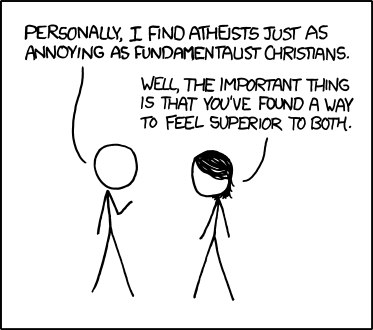 PERSONALLY, I FIND ATHEISTS JUST AS
ANNOYING AS FUNDAMENTALIST CHRISTIANS.
WELL, THE IMPORTANT THING
IS THAT YOU'VE FOUND A WAY
TO FEEL SUPERIOR TO BOTH.